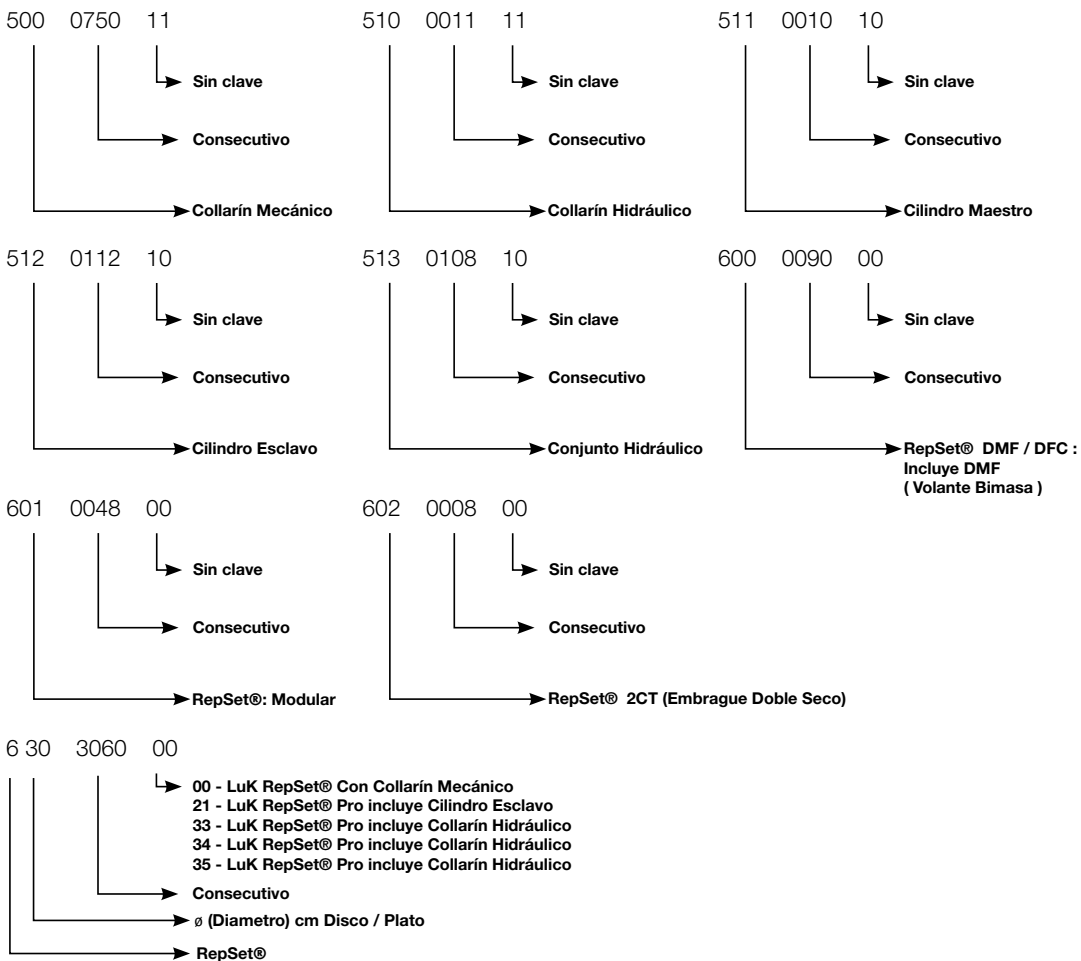 500 0750 11
Sin clave
Consecutivo
Collarín Mecánico
510 0011 11
Sin clave
Consecutivo
Collarín Hidráulico
511 0010 10
Sin clave
Consecutivo
Cilindro Maestro
512 0112 10
Sin clave
Consecutivo
Cilindro Esclavo
513 0108 10
Sin clave
Consecutivo
Conjunto Hidráulico
600 0090 00
Sin clave
Consecutivo
RepSet® DMF / DFC :
Incluye DMF
( Volante Bimasa )
601 0048 00
Sin clave
Consecutivo
RepSet®: Modular
602 0008 00
Sin clave
Consecutivo
RepSet® 2CT (Embrague Doble Seco)
6 30 3060 00
00 - LuK RepSet® Con Collarín Mecánico
21 - LuK RepSet® Pro incluye Cilindro Esclavo
33 - LuK RepSet® Pro incluye Collarín Hidráulico
34 - LuK RepSet® Pro incluye Collarín Hidráulico
35 - LuK RepSet® Pro incluye Collarín Hidráulico
Consecutivo
ø (Diametro) cm Disco / Plato
RepSet®